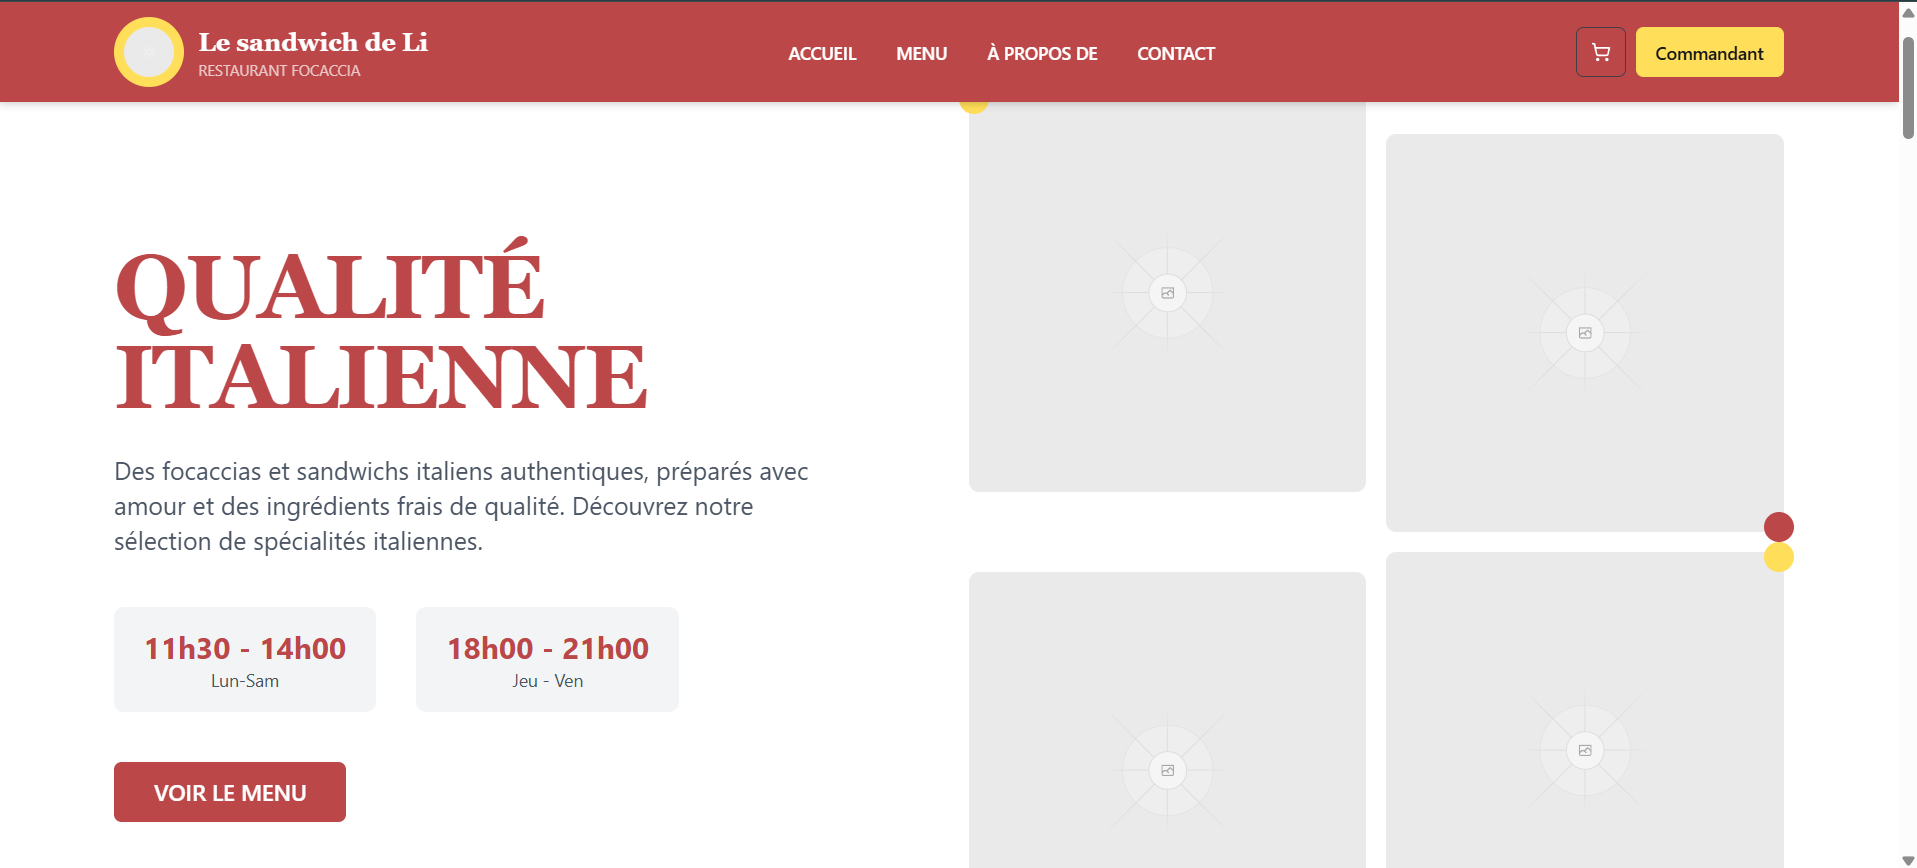 Le sandwich de Li
RESTAURANT FOCACCIA
ACCUEIL
MENU
À PROPOS DE
CONTACT
Commandant
QUALITÉ
ITALIENNE
Des focaccias et sandwichs italiens authentiques, préparés avec
amour et des ingrédients frais de qualité. Découvrez notre
sélection de spécialités italiennes.
11h30 - 14h00
Lun-Sam
18h00 - 21h00
Jeu - Ven
VOIR LE MENU